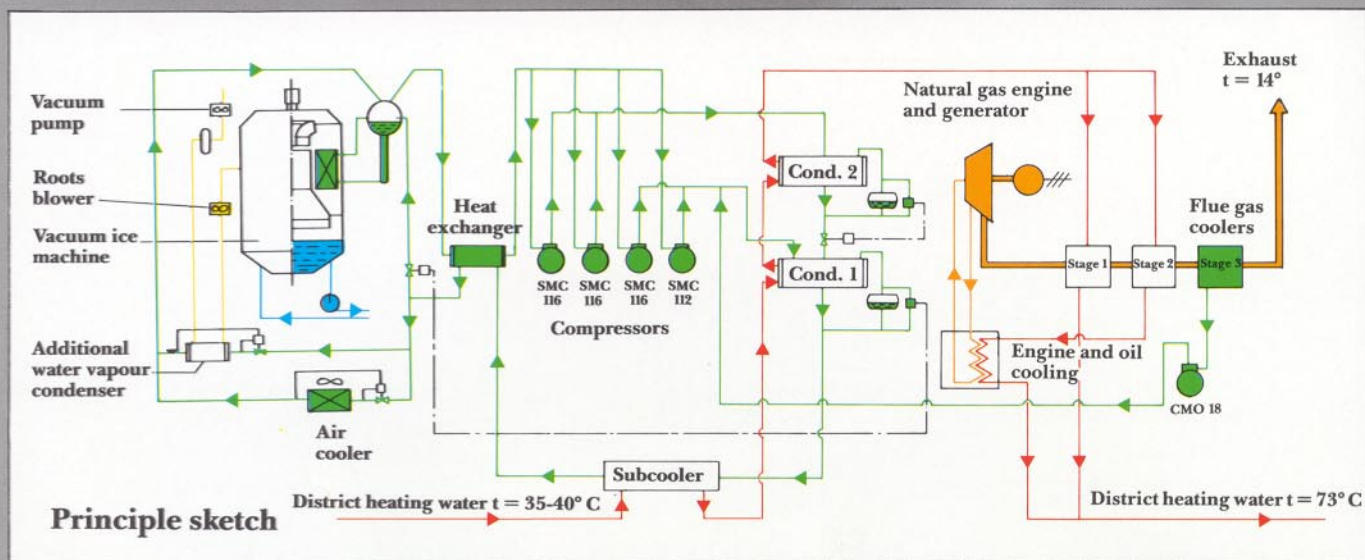 Vacuum
pump
Roots
blower
Vacuum ice
machine
Additional
water vapour
condenser
Air
cooler
Heat
exchanger
SMC
116
SMC
116
SMC
116
SMC
112
Compressors
Cond. 2
Cond. 1
Subcooler
Natural gas engine
and generator
Exhaust
t = 14°
Flue gas
coolers
Stage 1
Stage 2
Stage 3
Engine and oil
cooling
CMO 18
District heating water t = 35-40° C
District heating water t = 73° C
Principle sketch